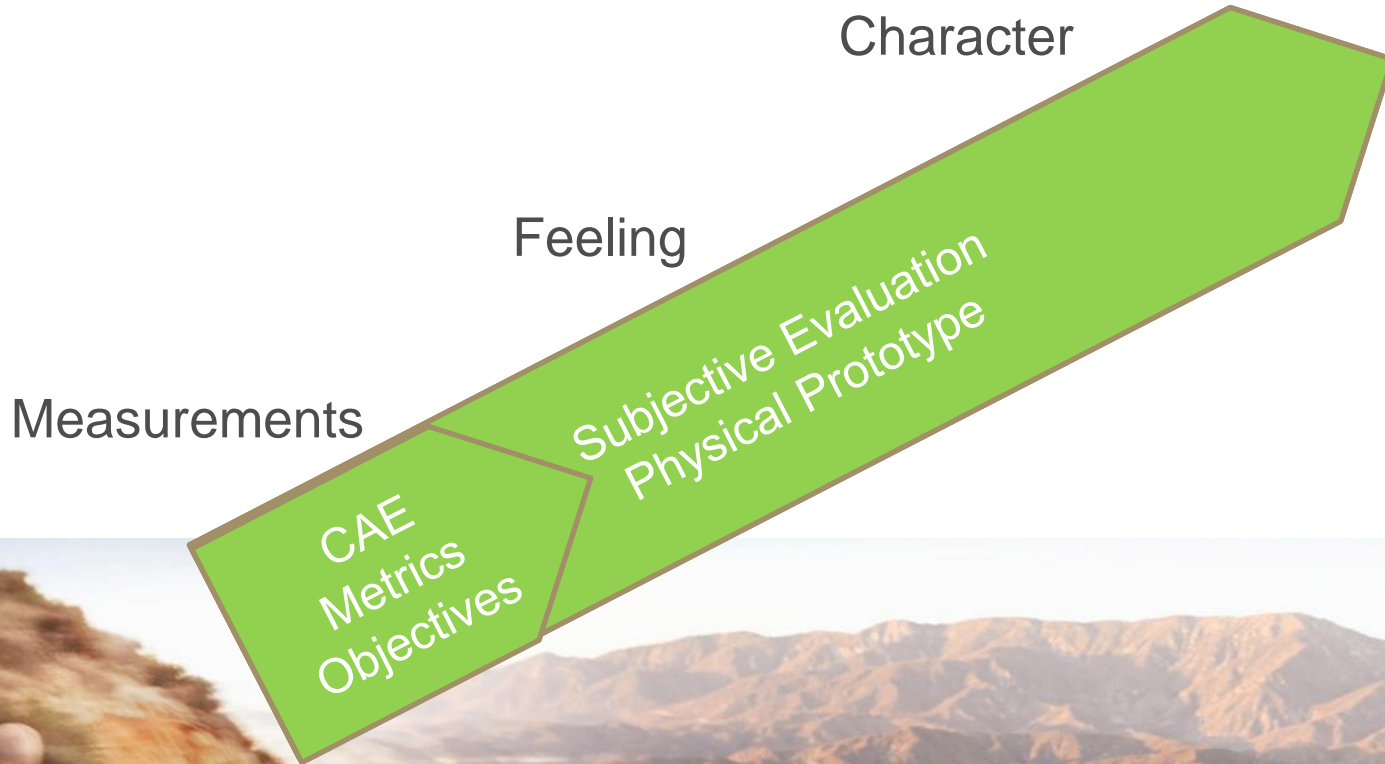 Character
Feeling
Measurements
Subjective Evaluation
Physical Prototype
CAE
Metrics
Objectives